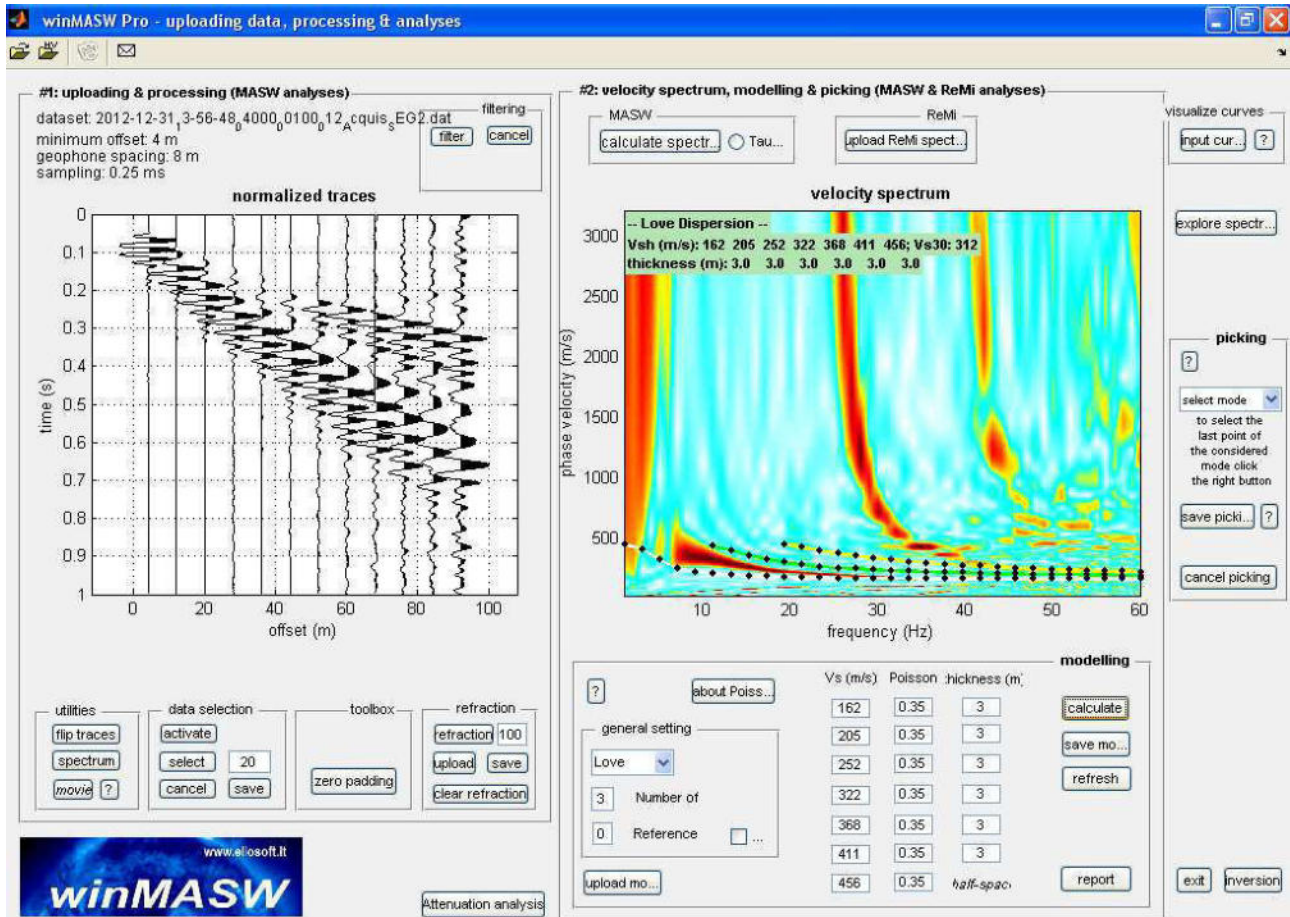 winMASW Pro - uploading data, processing & analyses
#1: uploading & processing (MASW analyses)
dataset: 2012-12-31,13-56-48_04000_00100_012_Acquis_SEG2.dat
minimum offset: 4 m
geophone spacing: 8 m
sampling: 0.25 ms
filtering
filter
cancel
normalized traces
0
0.1
0.2
0.3
0.4
0.5
0.6
0.7
0.8
0.9
1
time (s)
0 20 40 60 80 100
offset (m)
utilities
flip traces
spectrum
movie ?
data selection
activate
select 20
cancel save
toolbox
zero padding
refraction
refraction 100
upload save
clear refraction
www.eliosoft.it
winMASW
Attenuation analysis
#2: velocity spectrum, modelling & picking (MASW & ReMi analyses)
MASW
calculate spectr... Tau...
ReMi
upload ReMi spect...
velocity spectrum
-- Love Dispersion --
Vsh (m/s): 162 205 252 322 368 411 456; Vs30: 312
thickness (m): 3.0 3.0 3.0 3.0 3.0 3.0
3000
2500
2000
1500
1000
500
phase velocity (m/s)
10 20 30 40 50 60
frequency (Hz)
modelling
? about Poiss...
general setting
Love
3 Number of
0 Reference ...
upload mo...
Vs (m/s) Poisson :hickness (m)
162 0.35 3
205 0.35 3
252 0.35 3
322 0.35 3
368 0.35 3
411 0.35 3
456 0.35 half-spac
calculate
save mo...
refresh
report
visualize curves
input cur... ?
explore spectr...
picking
?
select mode
to select the
last point of
the considered
mode click
the right button
save picki... ?
cancel picking
exit inversion